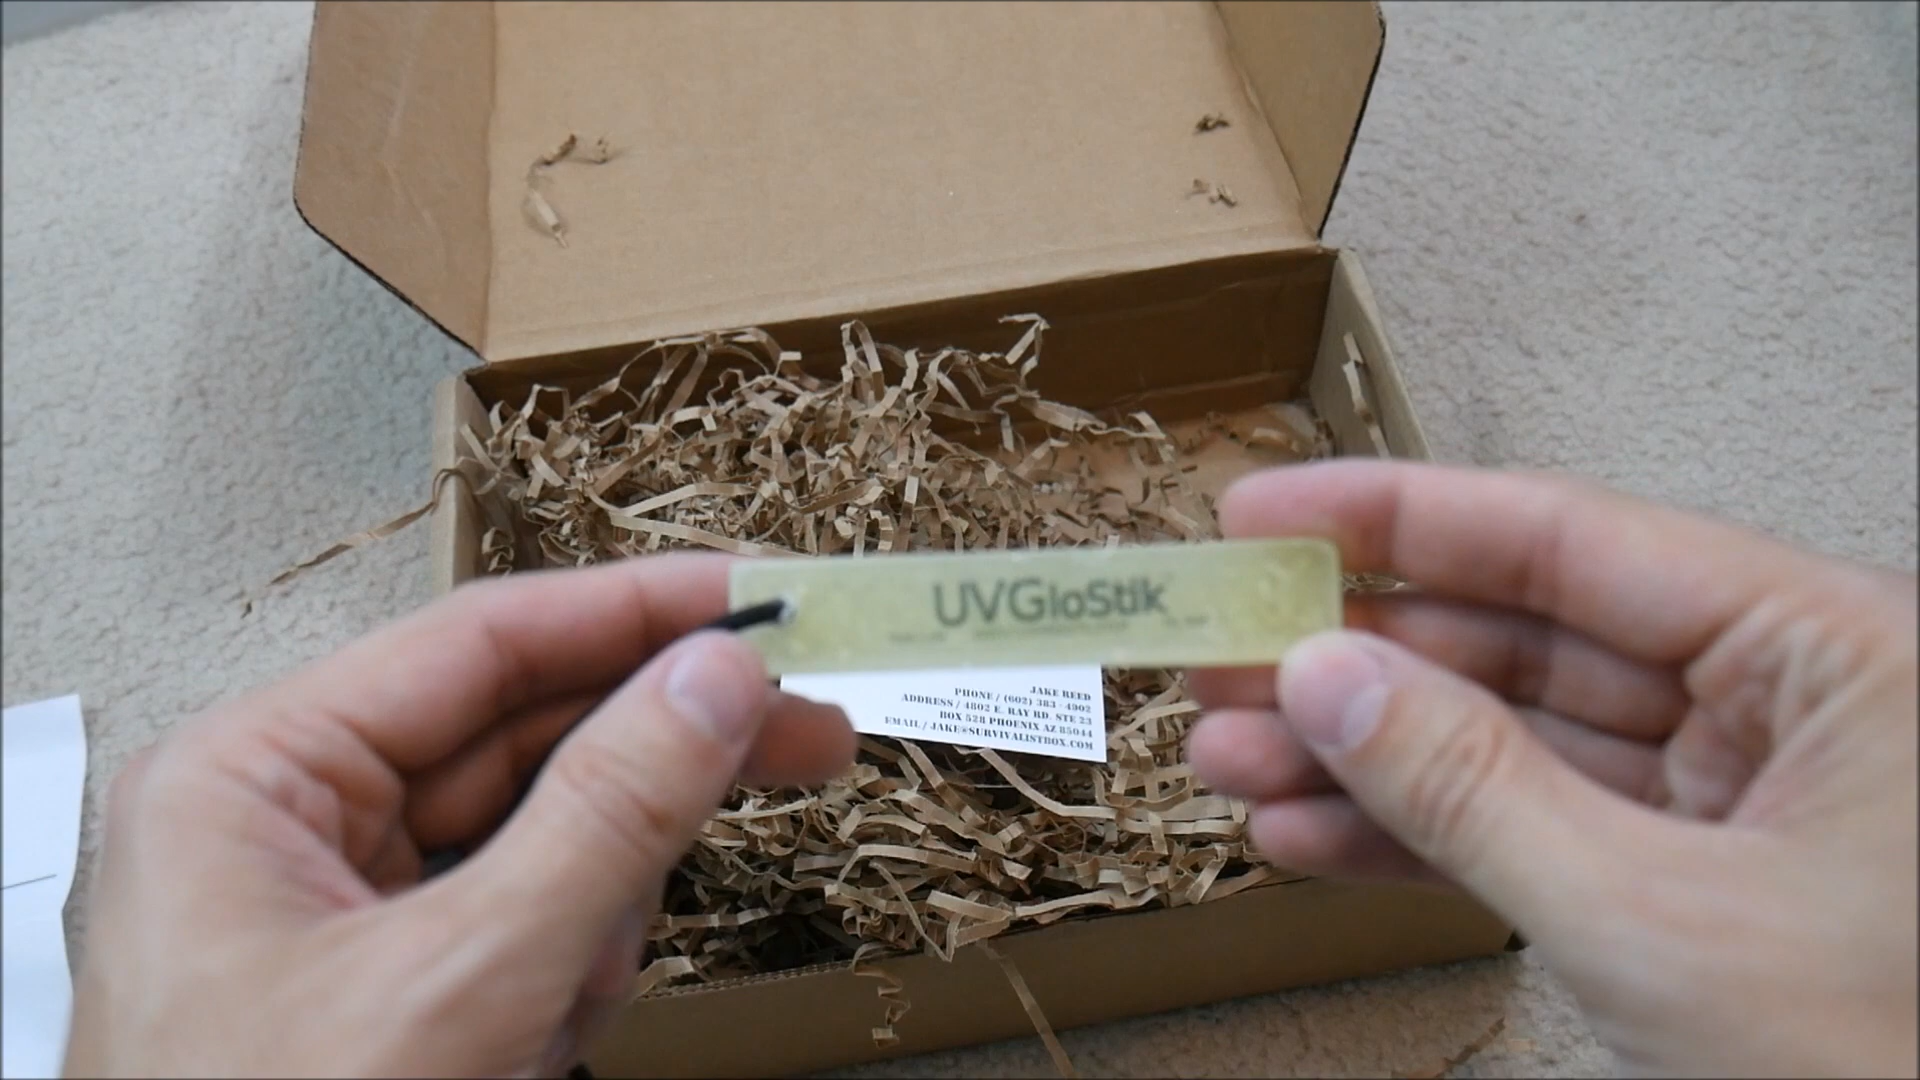 UVGloStik
JAKE REED
PHONE / (602) 383 - 4902
ADDRESS / 4802 E. RAY RD. STE 23
BOX 528 PHOENIX AZ 85044
EMAIL / JAKE@SURVIVALISTBOX.COM